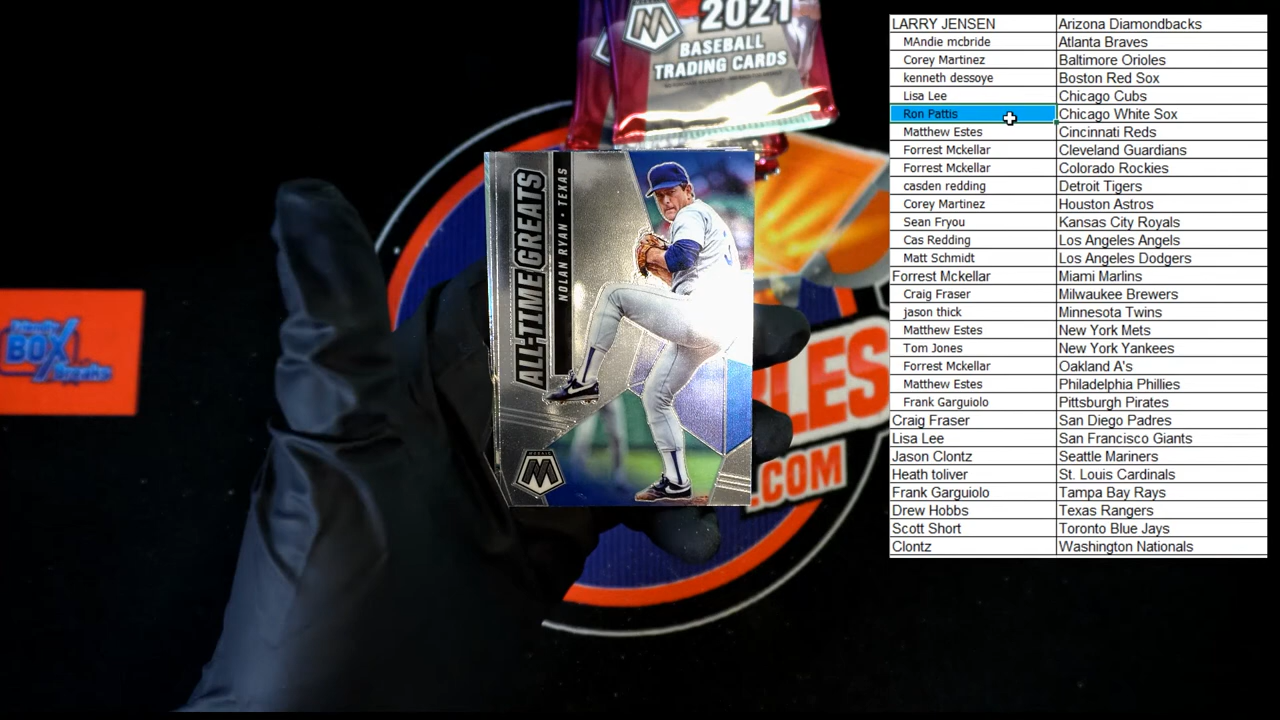 2021
BASEBALL
TRADING CARDS
ALL-TIME GREATS
NOLAN RYAN • TEXAS
MOSAIC
BOX
Breaks
LES
.COM
LARRY JENSEN Arizona Diamondbacks
MAndie mcbride Atlanta Braves
Corey Martinez Baltimore Orioles
kenneth dessoye Boston Red Sox
Lisa Lee Chicago Cubs
Ron Pattis Chicago White Sox
Matthew Estes Cincinnati Reds
Forrest Mckellar Cleveland Guardians
Forrest Mckellar Colorado Rockies
casden redding Detroit Tigers
Corey Martinez Houston Astros
Sean Fryou Kansas City Royals
Cas Redding Los Angeles Angels
Matt Schmidt Los Angeles Dodgers
Forrest Mckellar Miami Marlins
Craig Fraser Milwaukee Brewers
jason thick Minnesota Twins
Matthew Estes New York Mets
Tom Jones New York Yankees
Forrest Mckellar Oakland A's
Matthew Estes Philadelphia Phillies
Frank Garguiolo Pittsburgh Pirates
Craig Fraser San Diego Padres
Lisa Lee San Francisco Giants
Jason Clontz Seattle Mariners
Heath toliver St. Louis Cardinals
Frank Garguiolo Tampa Bay Rays
Drew Hobbs Texas Rangers
Scott Short Toronto Blue Jays
Clontz Washington Nationals